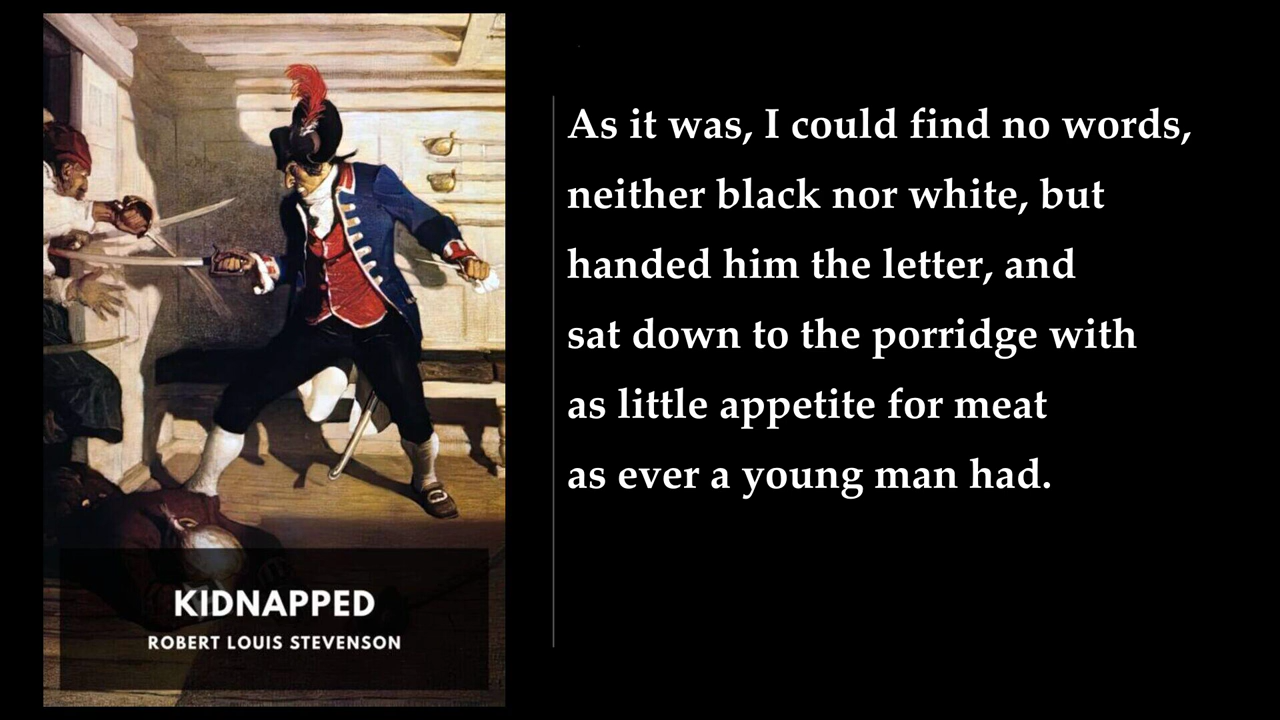 As it was, I could find no words,
neither black nor white, but
handed him the letter, and
sat down to the porridge with
as little appetite for meat
as ever a young man had.
KIDNAPPED
ROBERT LOUIS STEVENSON